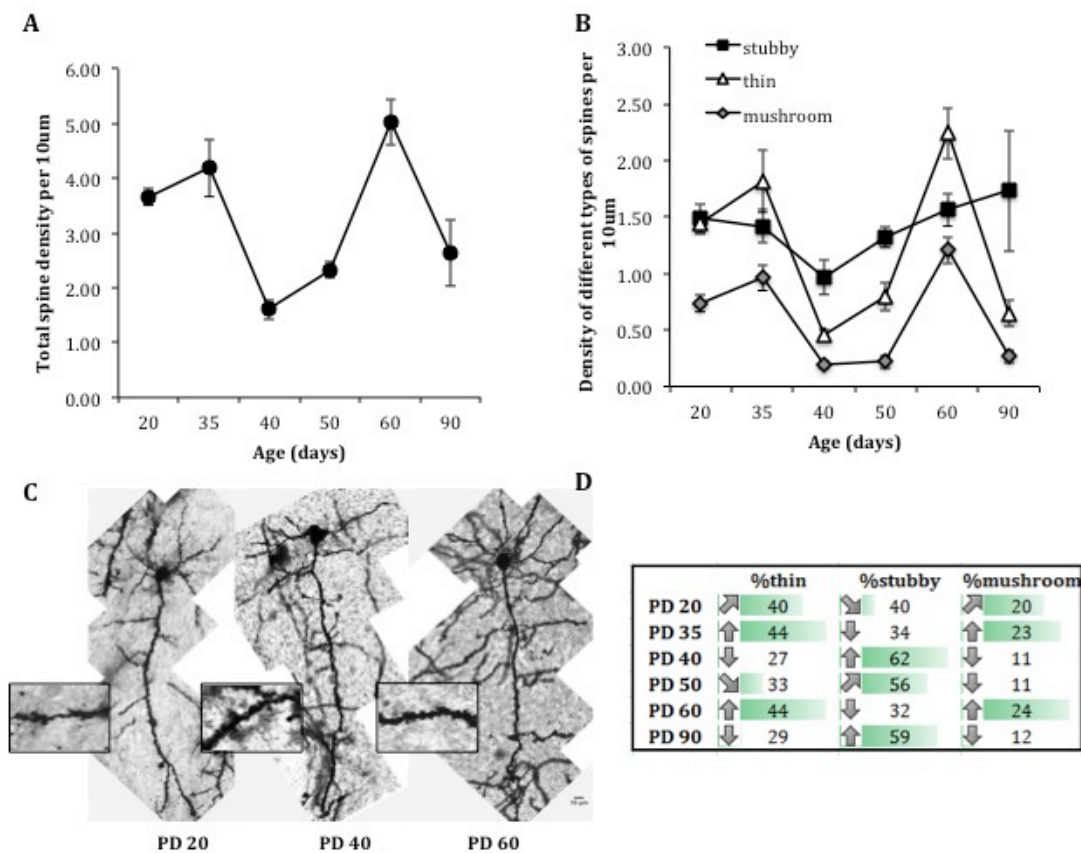 A
Total spine density per 10um
6.00
5.00
4.00
3.00
2.00
1.00
0.00
20 35 40 50 60 90
Age (days)
B
Density of different types of spines per
10um
3.00
2.50
2.00
1.50
1.00
0.50
0.00
stubby
thin
mushroom
20 35 40 50 60 90
Age (days)
C
10 µm
PD 20 PD 40 PD 60
D
%thin %stubby %mushroom
PD 20 40 40 20
PD 35 44 34 23
PD 40 27 62 11
PD 50 33 56 11
PD 60 44 32 24
PD 90 29 59 12